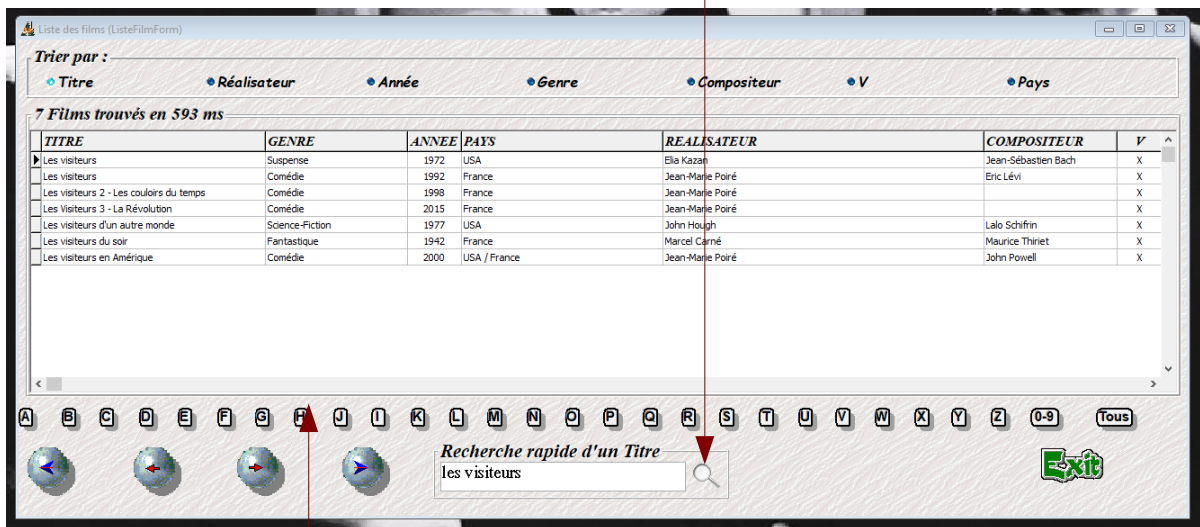 Liste des films (ListeFilmForm)
Trier par :
Titre Réalisateur Année Genre Compositeur V Pays
7 Films trouvés en 593 ms
TITRE GENRE ANNEE PAYS REALISATEUR COMPOSITEUR V
Les visiteurs Suspense 1972 USA Elia Kazan Jean-Sébastien Bach X
Les visiteurs Comédie 1992 France Jean-Marie Poiré Eric Lévi X
Les visiteurs 2 - Les couloirs du temps Comédie 1998 France Jean-Marie Poiré X
Les Visiteurs 3 - La Révolution Comédie 2015 France Jean-Marie Poiré X
Les visiteurs d'un autre monde Science-Fiction 1977 USA John Hough Lalo Schifrin X
Les visiteurs du soir Fantastique 1942 France Marcel Carné Maurice Thiriet X
Les visiteurs en Amérique Comédie 2000 USA / France Jean-Marie Poiré John Powell X
A B C D E F G H J I K L M N O P Q R S T U V W X Y Z 0-9 Tous
Recherche rapide d'un Titre
les visiteurs
Exit